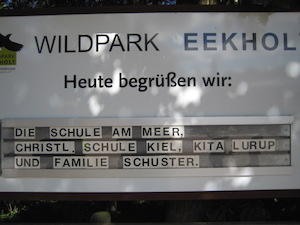 WILDPARK EEKHOL
Heute begrüßen wir:
DIE SCHULE AM MEER,
CHRISTL. SCHULE KIEL, KITA LURUP
UND FAMILIE SCHUSTER.